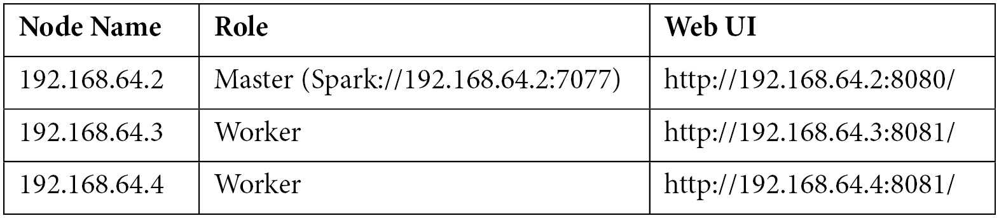 Node Name Role Web UI
192.168.64.2 Master (Spark://192.168.64.2:7077) http://192.168.64.2:8080/
192.168.64.3 Worker http://192.168.64.3:8081/
192.168.64.4 Worker http://192.168.64.4:8081/